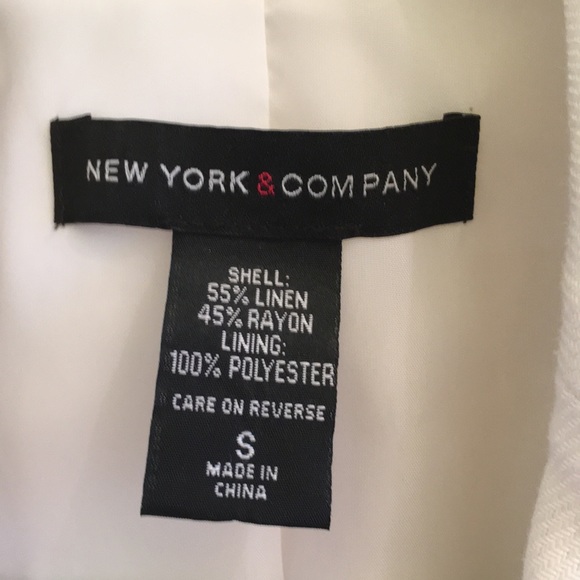 NEW YORK & COMPANY
SHELL:
55% LINEN
45% RAYON
LINING:
100% POLYESTER
CARE ON REVERSE
S
MADE IN
CHINA